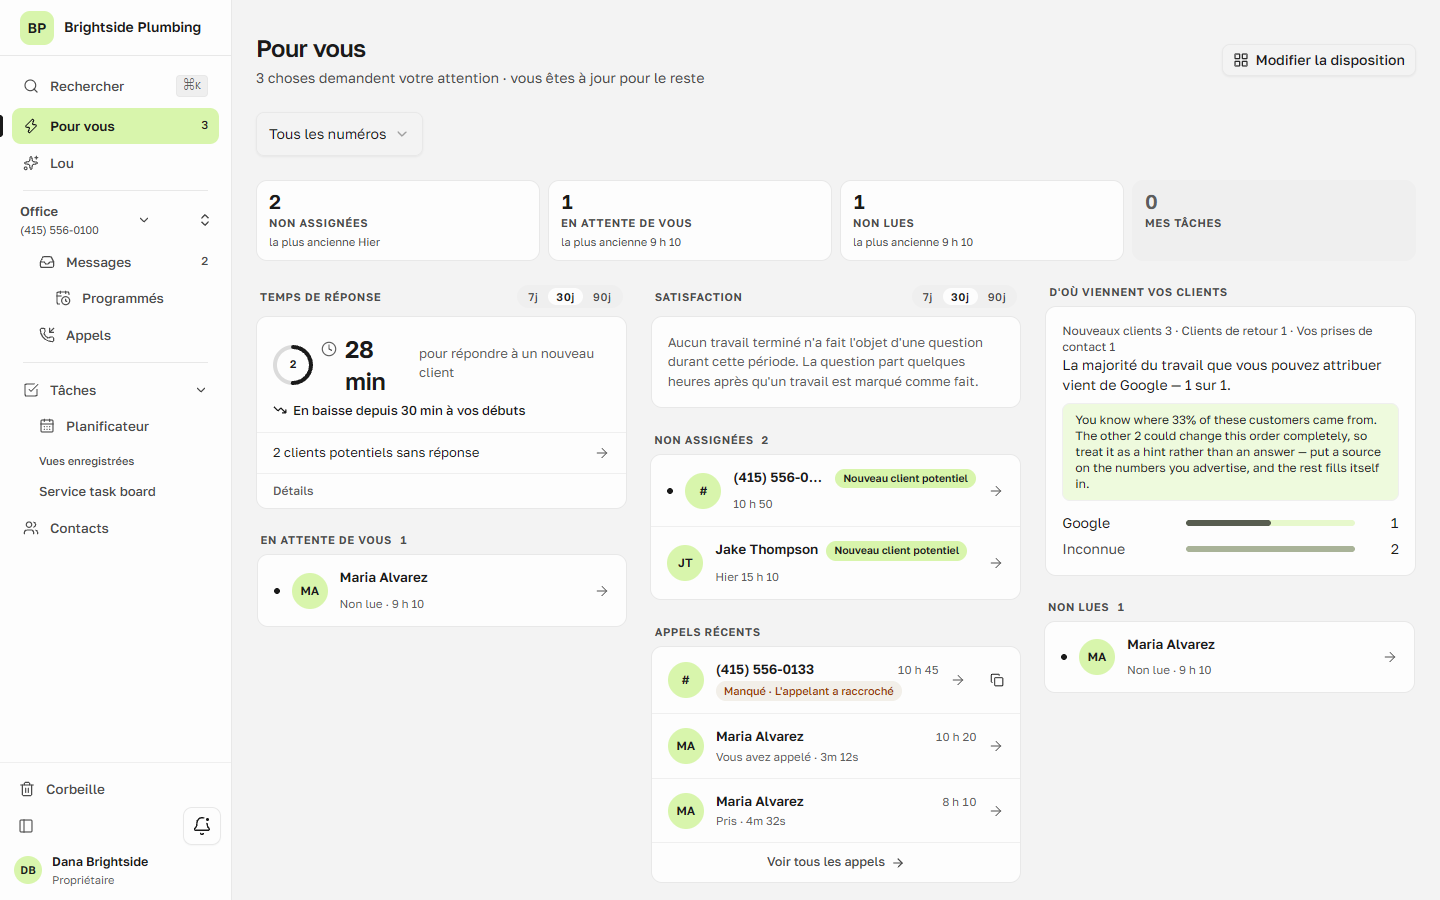 BP
Brightside Plumbing
Rechercher
⌘K
Pour vous
3
Lou
Office
(415) 556-0100
Messages
2
Programmés
Appels
Tâches
Planificateur
Vues enregistrées
Service task board
Contacts
Corbeille
DB
Dana Brightside
Propriétaire
Pour vous
3 choses demandent votre attention · vous êtes à jour pour le reste
Modifier la disposition
Tous les numéros
2
NON ASSIGNÉES
la plus ancienne Hier
1
EN ATTENTE DE VOUS
la plus ancienne 9 h 10
1
NON LUES
la plus ancienne 9 h 10
0
MES TÂCHES
TEMPS DE RÉPONSE
7j 30j 90j
2
28
min
pour répondre à un nouveau
client
En baisse depuis 30 min à vos débuts
2 clients potentiels sans réponse
Détails
EN ATTENTE DE VOUS 1
MA
Maria Alvarez
Non lue · 9 h 10
SATISFACTION
7j 30j 90j
Aucun travail terminé n'a fait l'objet d'une question
durant cette période. La question part quelques
heures après qu'un travail est marqué comme fait.
NON ASSIGNÉES 2
#
(415) 556-0...
Nouveau client potentiel
10 h 50
JT
Jake Thompson
Nouveau client potentiel
Hier 15 h 10
APPELS RÉCENTS
#
(415) 556-0133
10 h 45
Manqué · L'appelant a raccroché
MA
Maria Alvarez
10 h 20
Vous avez appelé · 3m 12s
MA
Maria Alvarez
8 h 10
Pris · 4m 32s
Voir tous les appels
D'OÙ VIENNENT VOS CLIENTS
Nouveaux clients 3 · Clients de retour 1 · Vos prises de
contact 1
La majorité du travail que vous pouvez attribuer
vient de Google — 1 sur 1.
You know where 33% of these customers came from.
The other 2 could change this order completely, so
treat it as a hint rather than an answer — put a source
on the numbers you advertise, and the rest fills itself
in.
Google
1
Inconnue
2
NON LUES 1
MA
Maria Alvarez
Non lue · 9 h 10